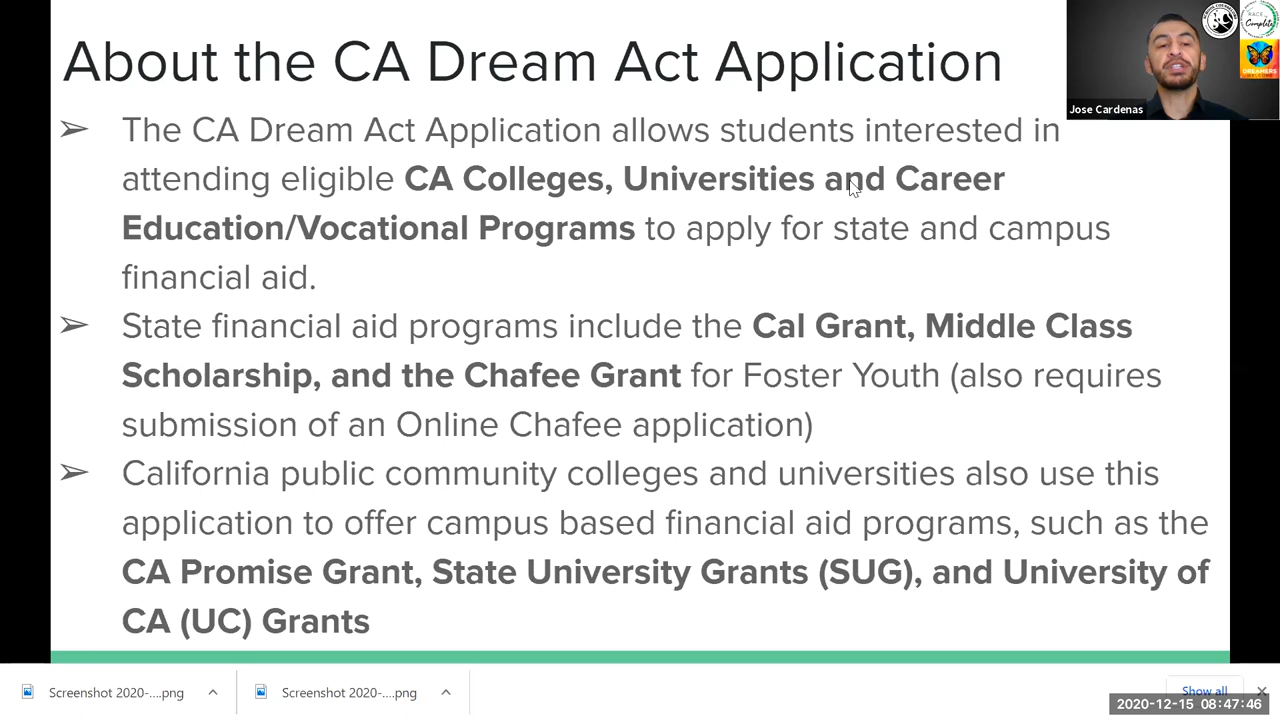 About the CA Dream Act Application
➢ The CA Dream Act Application allows students interested in
attending eligible CA Colleges, Universities and Career
Education/Vocational Programs to apply for state and campus
financial aid.
➢ State financial aid programs include the Cal Grant, Middle Class
Scholarship, and the Chafee Grant for Foster Youth (also requires
submission of an Online Chafee application)
➢ California public community colleges and universities also use this
application to offer campus based financial aid programs, such as the
CA Promise Grant, State University Grants (SUG), and University of
CA (UC) Grants
Jose Cardenas
RACE
Complete
DREAMERS
Screenshot 2020-....png
Screenshot 2020-....png
Show all
2020-12-15 08:47:46